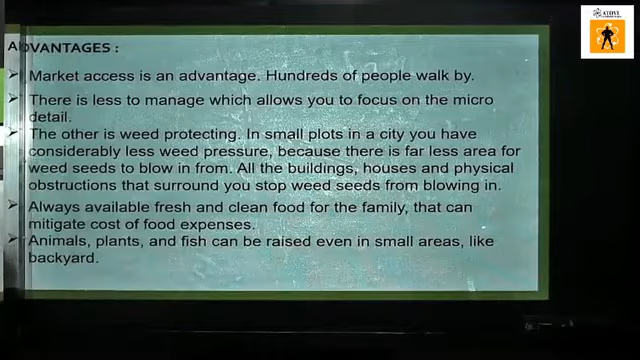 ADVANTAGES :
➢ Market access is an advantage. Hundreds of people walk by.
➢ There is less to manage which allows you to focus on the micro
detail.
➢ The other is weed protecting. In small plots in a city you have
considerably less weed pressure, because there is far less area for
weed seeds to blow in from. All the buildings, houses and physical
obstructions that surround you stop weed seeds from blowing in.
➢ Always available fresh and clean food for the family, that can
mitigate cost of food expenses.
➢ Animals, plants, and fish can be raised even in small areas, like
backyard.